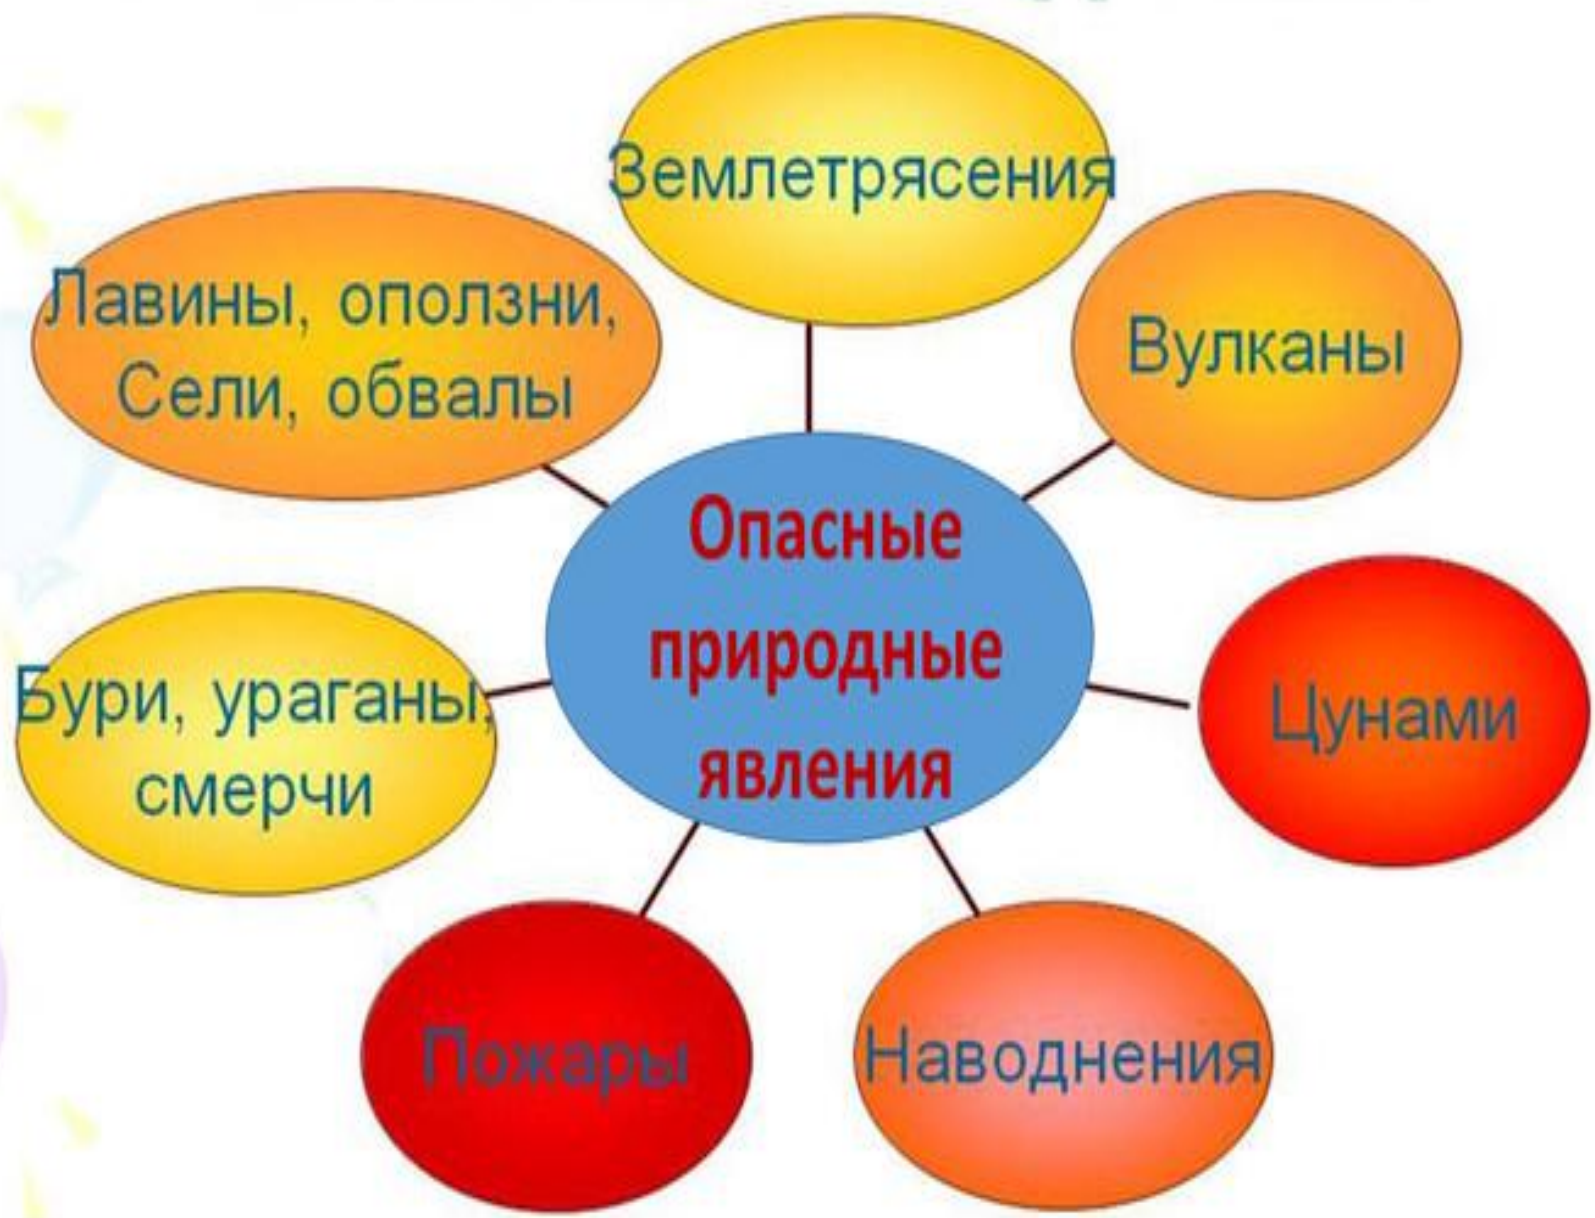 Землетрясения
Лавины, оползни,
Сели, обвалы
Вулканы
Опасные
природные
явления
Бури, ураганы,
смерчи
Цунами
Пожары
Наводнения